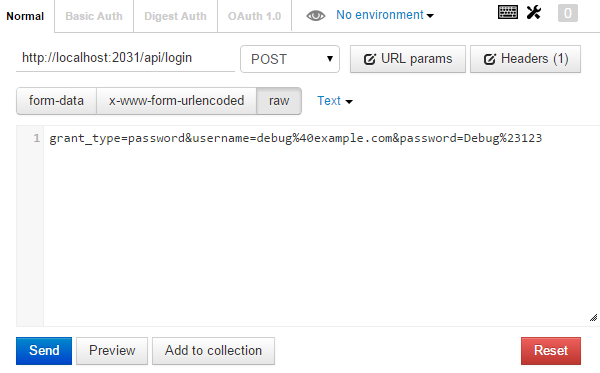 Normal Basic Auth Digest Auth OAuth 1.0 No environment 0
http://localhost:2031/api/login POST URL params Headers (1)
form-data x-www-form-urlencoded raw Text
1 grant_type=password&username=debug%40example.com&password=Debug%23123
Send Preview Add to collection Reset